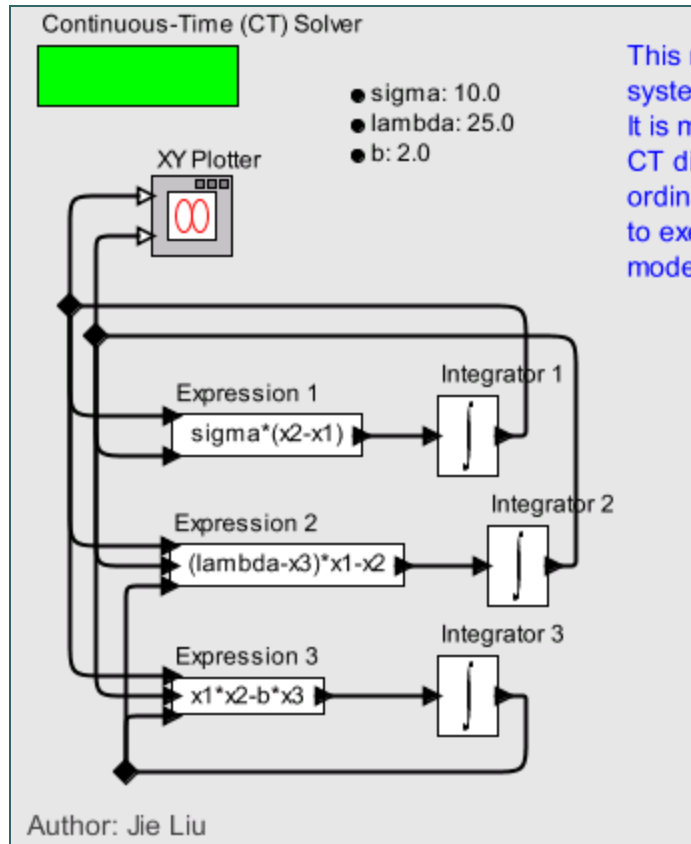 Continuous-Time (CT) Solver
sigma: 10.0
lambda: 25.0
b: 2.0
This
syste
It is m
CT di
ordin
to exe
mode
XY Plotter
Integrator 1
Expression 1
sigma*(x2-x1)
Integrator 2
Expression 2
(lambda-x3)*x1-x2
Integrator 3
Expression 3
x1*x2-b*x3
Author: Jie Liu